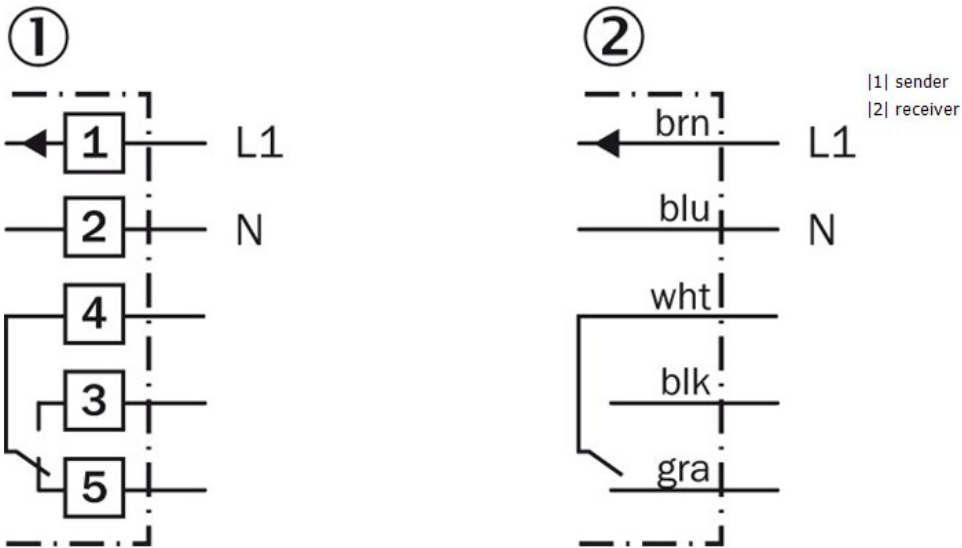 ①
1 L1
2 N
4
3
5
②
brn L1
blu N
wht
blk
gra
|1| sender
|2| receiver